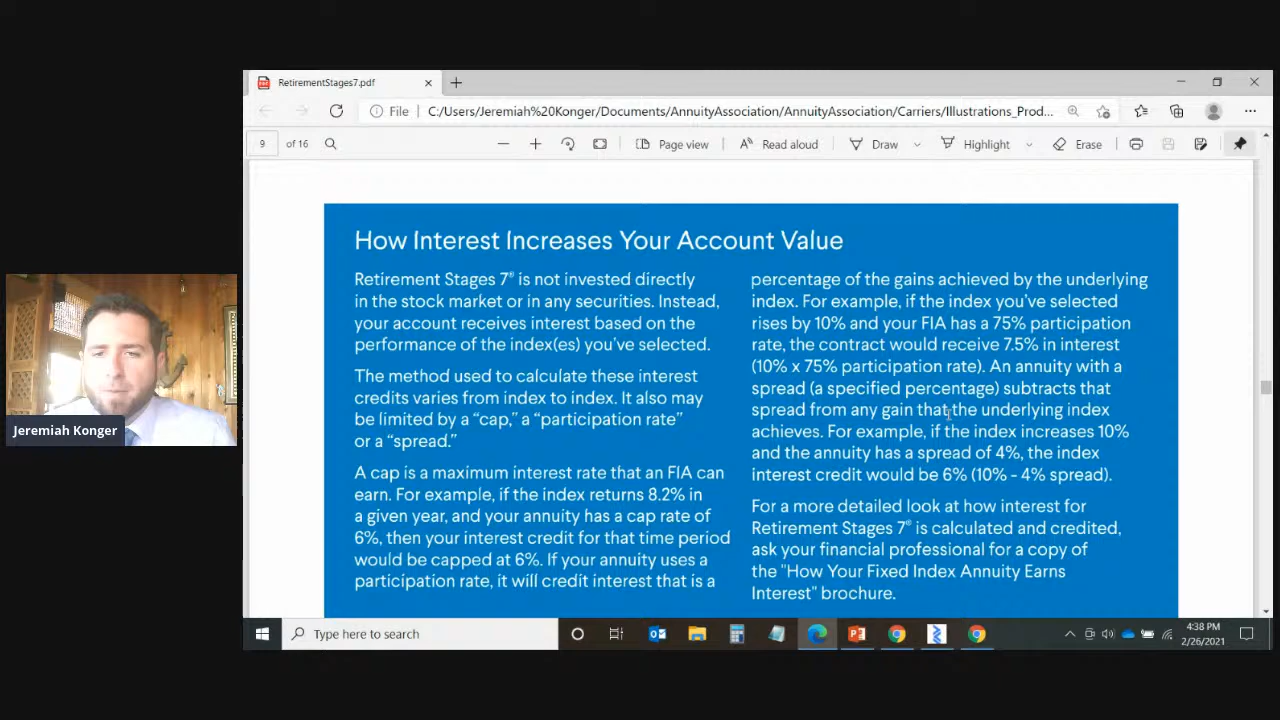 RetirementStages7.pdf
File
C:/Users/Jeremiah%20Konger/Documents/AnnuityAssociation/AnnuityAssociation/Carriers/Illustrations_Prod...
9 of 16
Page view
Read aloud
Draw
Highlight
Erase
How Interest Increases Your Account Value
Retirement Stages 7® is not invested directly
in the stock market or in any securities. Instead,
your account receives interest based on the
performance of the index(es) you've selected.
The method used to calculate these interest
credits varies from index to index. It also may
be limited by a “cap,” a “participation rate”
or a “spread.”
A cap is a maximum interest rate that an FIA can
earn. For example, if the index returns 8.2% in
a given year, and your annuity has a cap rate of
6%, then your interest credit for that time period
would be capped at 6%. If your annuity uses a
participation rate, it will credit interest that is a
percentage of the gains achieved by the underlying
index. For example, if the index you've selected
rises by 10% and your FIA has a 75% participation
rate, the contract would receive 7.5% in interest
(10% x 75% participation rate). An annuity with a
spread (a specified percentage) subtracts that
spread from any gain that the underlying index
achieves. For example, if the index increases 10%
and the annuity has a spread of 4%, the index
interest credit would be 6% (10% - 4% spread).
For a more detailed look at how interest for
Retirement Stages 7® is calculated and credited,
ask your financial professional for a copy of
the "How Your Fixed Index Annuity Earns
Interest" brochure.
Jeremiah Konger
Type here to search
4:38 PM
2/26/2021